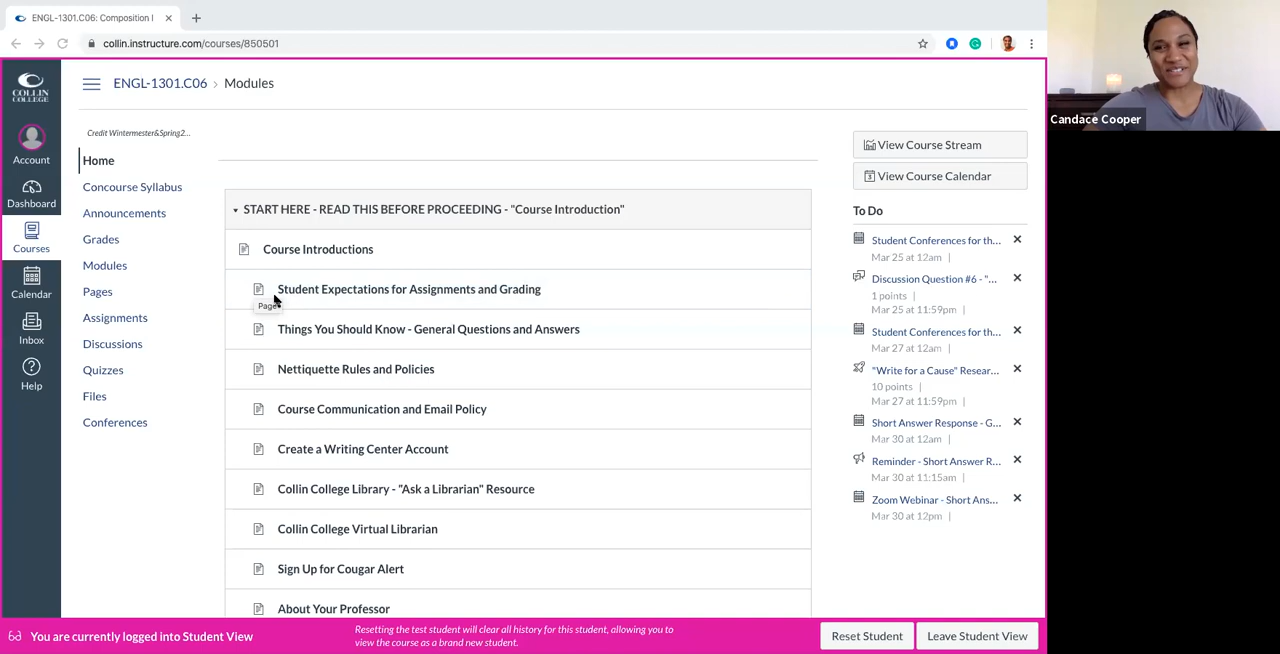 ENGL-1301.C06: Composition I
collin.instructure.com/courses/850501
COLLIN
COLLEGE
Account
Dashboard
Courses
Calendar
Inbox
Help
ENGL-1301.C06 › Modules
Credit Wintermester&Spring2...
Home
Concourse Syllabus
Announcements
Grades
Modules
Pages
Assignments
Discussions
Quizzes
Files
Conferences
START HERE - READ THIS BEFORE PROCEEDING - "Course Introduction"
Course Introductions
Student Expectations for Assignments and Grading
Page
Things You Should Know - General Questions and Answers
Nettiquette Rules and Policies
Course Communication and Email Policy
Create a Writing Center Account
Collin College Library - "Ask a Librarian" Resource
Collin College Virtual Librarian
Sign Up for Cougar Alert
About Your Professor
View Course Stream
View Course Calendar
To Do
Student Conferences for th...
Mar 25 at 12am |
Discussion Question #6 - "...
1 points |
Mar 25 at 11:59pm |
Student Conferences for th...
Mar 27 at 12am |
"Write for a Cause" Resear...
10 points |
Mar 27 at 11:59pm |
Short Answer Response - G...
Mar 30 at 12am |
Reminder - Short Answer R...
Mar 30 at 11:15am |
Zoom Webinar - Short Ans...
Mar 30 at 12pm |
You are currently logged into Student View
Resetting the test student will clear all history for this student, allowing you to
view the course as a brand new student.
Reset Student
Leave Student View
Candace Cooper